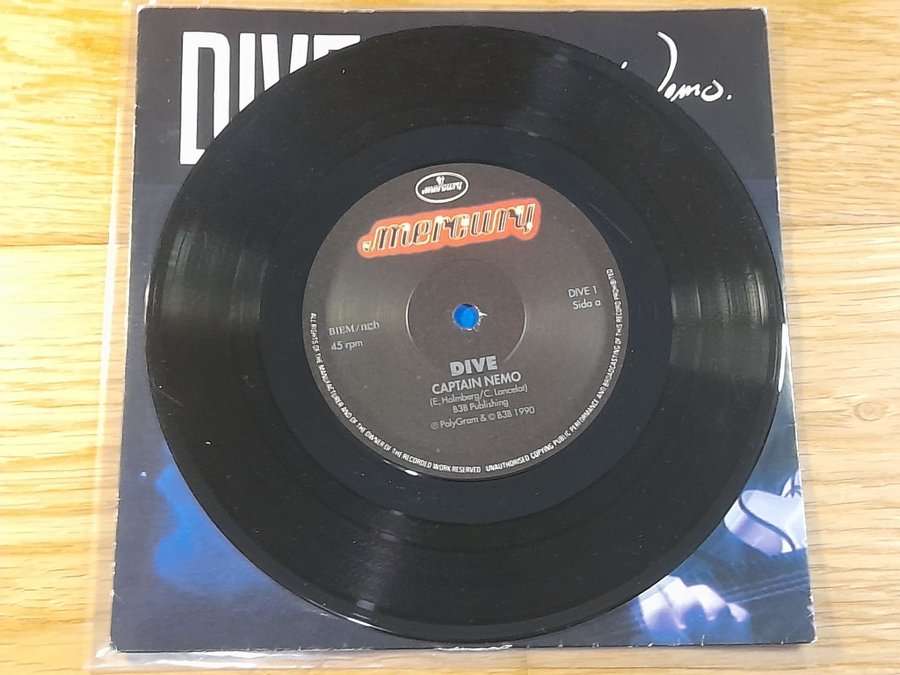 DIVE
Nemo.
mercury
mercury
DIVE 1
Sida a
BIEM/n©b
45 rpm
DIVE
CAPTAIN NEMO
(E. Holmberg/C. Lancelot)
B3B Publishing
℗ PolyGram & © B3B 1990
ALL RIGHTS OF THE MANUFACTURER AND OF THE OWNER OF THE RECORDED WORK RESERVED UNAUTHORISED COPYING PUBLIC PERFORMANCE AND BROADCASTING OF THIS RECORD PROHIBITED